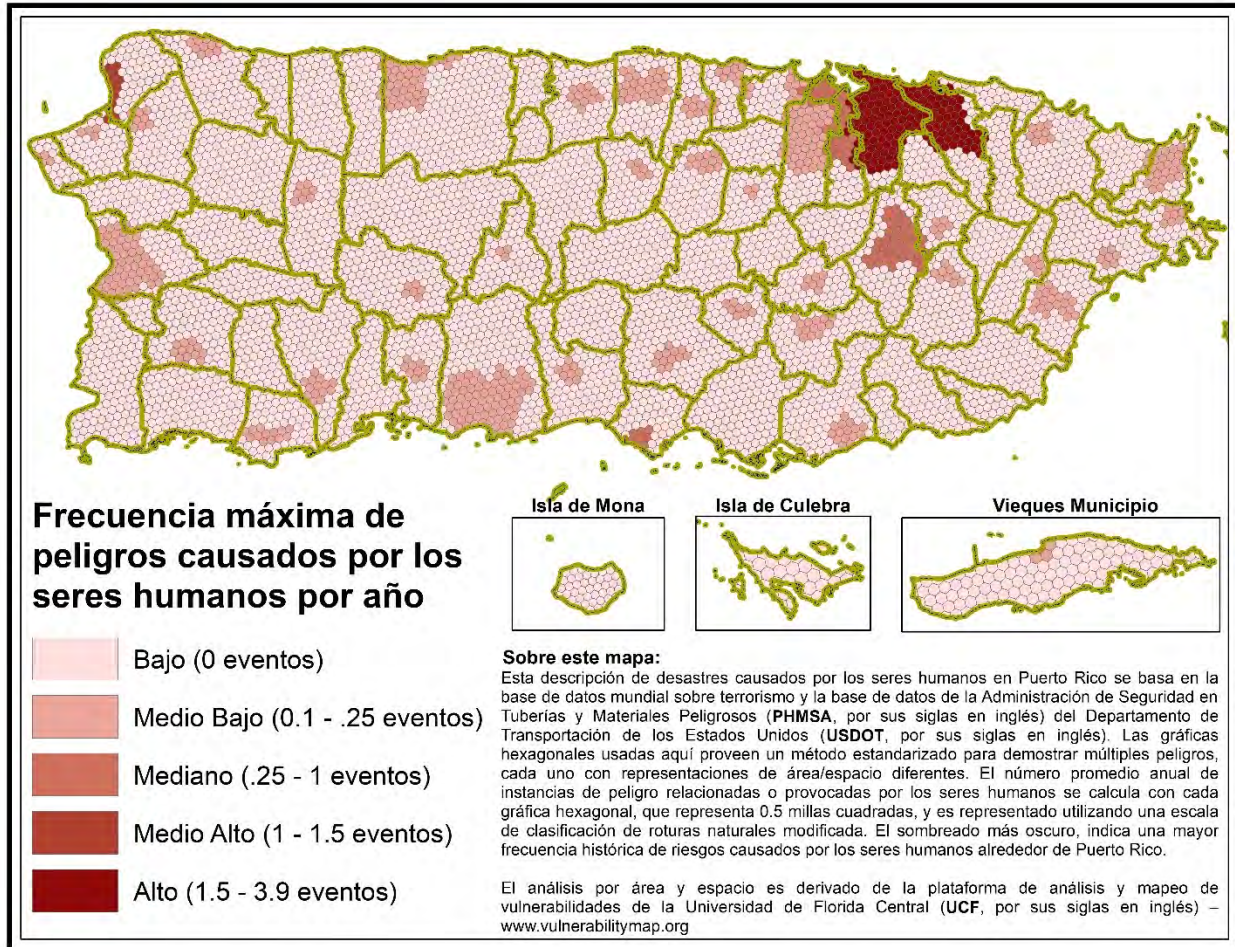 Isla de Mona
Isla de Culebra
Vieques Municipio
Frecuencia máxima de
peligros causados por los
seres humanos por año
Bajo (0 eventos)
Medio Bajo (0.1 - .25 eventos)
Mediano (.25 - 1 eventos)
Medio Alto (1 - 1.5 eventos)
Alto (1.5 - 3.9 eventos)
Sobre este mapa:
Esta descripción de desastres causados por los seres humanos en Puerto Rico se basa en la
base de datos mundial sobre terrorismo y la base de datos de la Administración de Seguridad en
Tuberías y Materiales Peligrosos (PHMSA, por sus siglas en inglés) del Departamento de
Transportación de los Estados Unidos (USDOT, por sus siglas en inglés). Las gráficas
hexagonales usadas aquí proveen un método estandarizado para demostrar múltiples peligros,
cada uno con representaciones de área/espacio diferentes. El número promedio anual de
instancias de peligro relacionadas o provocadas por los seres humanos se calcula con cada
gráfica hexagonal, que representa 0.5 millas cuadradas, y es representado utilizando una escala
de clasificación de roturas naturales modificada. El sombreado más oscuro, indica una mayor
frecuencia histórica de riesgos causados por los seres humanos alrededor de Puerto Rico.
El análisis por área y espacio es derivado de la plataforma de análisis y mapeo de
vulnerabilidades de la Universidad de Florida Central (UCF, por sus siglas en inglés) –
www.vulnerabilitymap.org